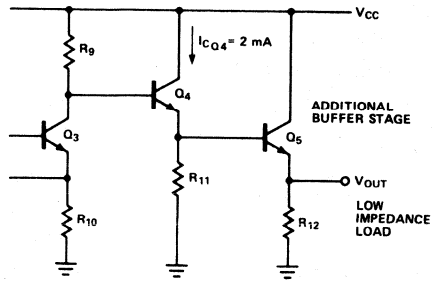 VCC
R9
ICQ4 = 2 mA
Q4
Q3
ADDITIONAL
BUFFER STAGE
Q5
R11
VOUT
R10
R12
LOW
IMPEDANCE
LOAD